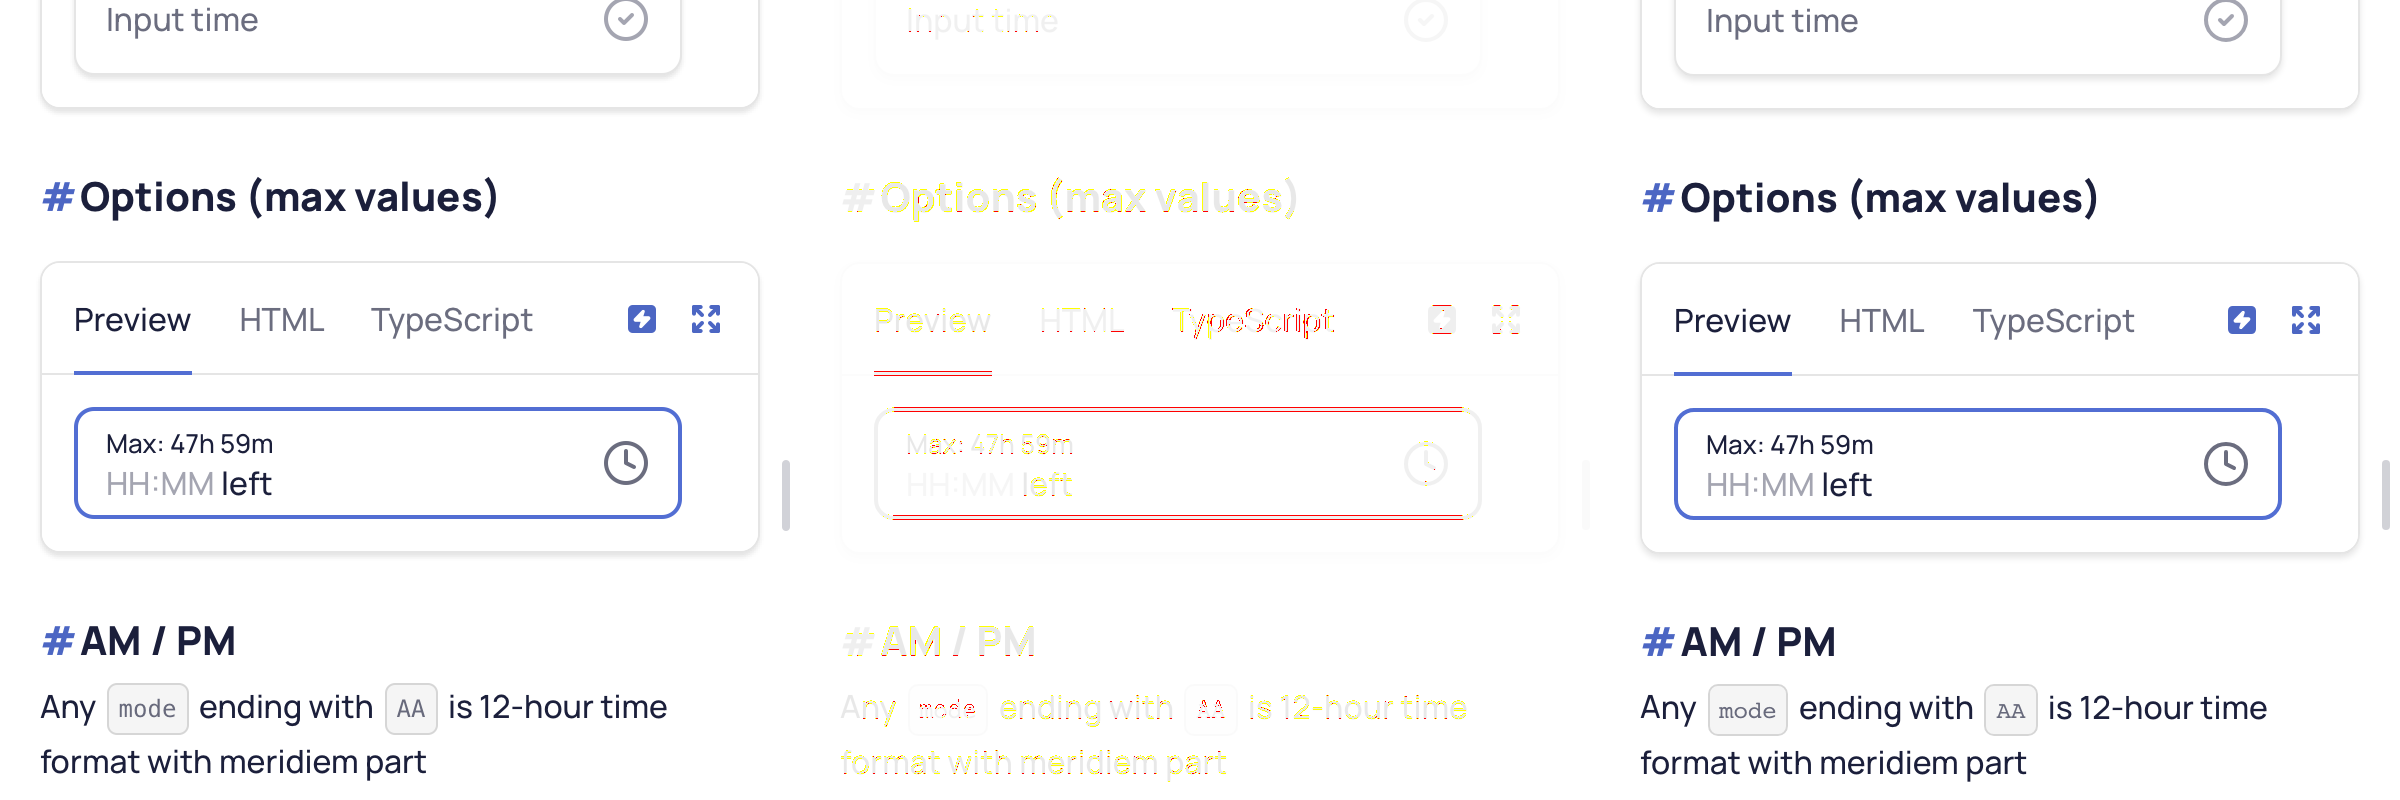 Input time
#Options (max values)
Preview HTML TypeScript
Max: 47h 59m
HH:MM left
#AM / PM
Any mode ending with AA is 12-hour time
format with meridiem part
Input time
#Options (max values)
Preview HTML TypeScript
Max: 47h 59m
HH:MM left
#AM / PM
Any mode ending with AA is 12-hour time
format with meridiem part
Input time
#Options (max values)
Preview HTML TypeScript
Max: 47h 59m
HH:MM left
#AM / PM
Any mode ending with AA is 12-hour time
format with meridiem part